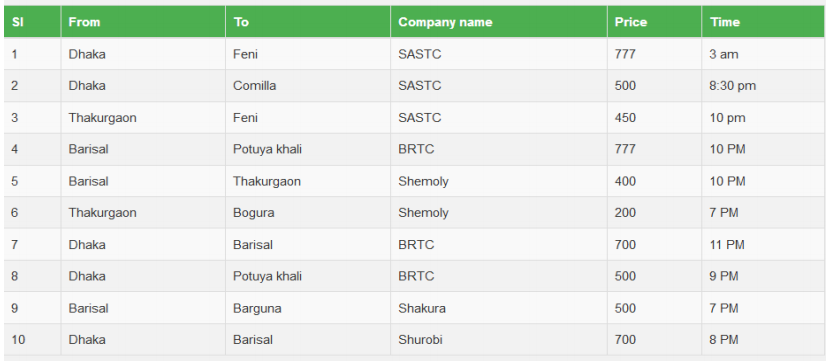 Sl From To Company name Price Time
1 Dhaka Feni SASTC 777 3 am
2 Dhaka Comilla SASTC 500 8:30 pm
3 Thakurgaon Feni SASTC 450 10 pm
4 Barisal Potuya khali BRTC 777 10 PM
5 Barisal Thakurgaon Shemoly 400 10 PM
6 Thakurgaon Bogura Shemoly 200 7 PM
7 Dhaka Barisal BRTC 700 11 PM
8 Dhaka Potuya khali BRTC 500 9 PM
9 Barisal Barguna Shakura 500 7 PM
10 Dhaka Barisal Shurobi 700 8 PM